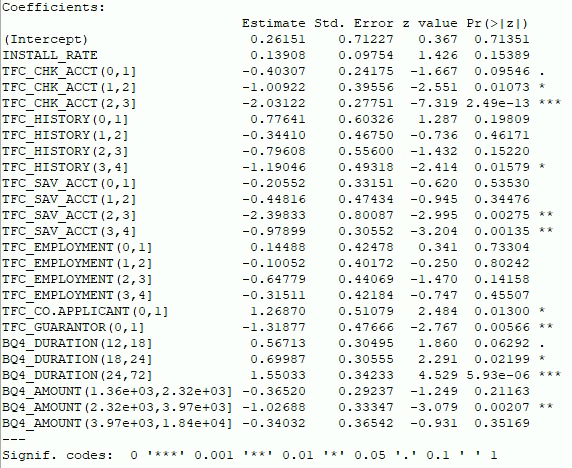 Coefficients:
Estimate Std. Error z value Pr(>|z|)
(Intercept) 0.26151 0.71227 0.367 0.71351
INSTALL_RATE 0.13908 0.09754 1.426 0.15389
TFC_CHK_ACCT(0,1] -0.40307 0.24175 -1.667 0.09546 .
TFC_CHK_ACCT(1,2] -1.00922 0.39556 -2.551 0.01073 *
TFC_CHK_ACCT(2,3] -2.03122 0.27751 -7.319 2.49e-13 ***
TFC_HISTORY(0,1] 0.77641 0.60326 1.287 0.19809
TFC_HISTORY(1,2] -0.34410 0.46750 -0.736 0.46171
TFC_HISTORY(2,3] -0.79608 0.55600 -1.432 0.15220
TFC_HISTORY(3,4] -1.19046 0.49318 -2.414 0.01579 *
TFC_SAV_ACCT(0,1] -0.20552 0.33151 -0.620 0.53530
TFC_SAV_ACCT(1,2] -0.44816 0.47434 -0.945 0.34476
TFC_SAV_ACCT(2,3] -2.39833 0.80087 -2.995 0.00275 **
TFC_SAV_ACCT(3,4] -0.97899 0.30552 -3.204 0.00135 **
TFC_EMPLOYMENT(0,1] 0.14488 0.42478 0.341 0.73304
TFC_EMPLOYMENT(1,2] -0.10052 0.40172 -0.250 0.80242
TFC_EMPLOYMENT(2,3] -0.64779 0.44069 -1.470 0.14158
TFC_EMPLOYMENT(3,4] -0.31511 0.42184 -0.747 0.45507
TFC_CO.APPLICANT(0,1] 1.26870 0.51079 2.484 0.01300 *
TFC_GUARANTOR(0,1] -1.31877 0.47666 -2.767 0.00566 **
BQ4_DURATION(12,18] 0.56713 0.30495 1.860 0.06292 .
BQ4_DURATION(18,24] 0.69987 0.30555 2.291 0.02199 *
BQ4_DURATION(24,72] 1.55033 0.34233 4.529 5.93e-06 ***
BQ4_AMOUNT(1.36e+03,2.32e+03] -0.36520 0.29237 -1.249 0.21163
BQ4_AMOUNT(2.32e+03,3.97e+03] -1.02688 0.33347 -3.079 0.00207 **
BQ4_AMOUNT(3.97e+03,1.84e+04] -0.34032 0.36542 -0.931 0.35169
---
Signif. codes: 0 '***' 0.001 '**' 0.01 '*' 0.05 '.' 0.1 ' ' 1